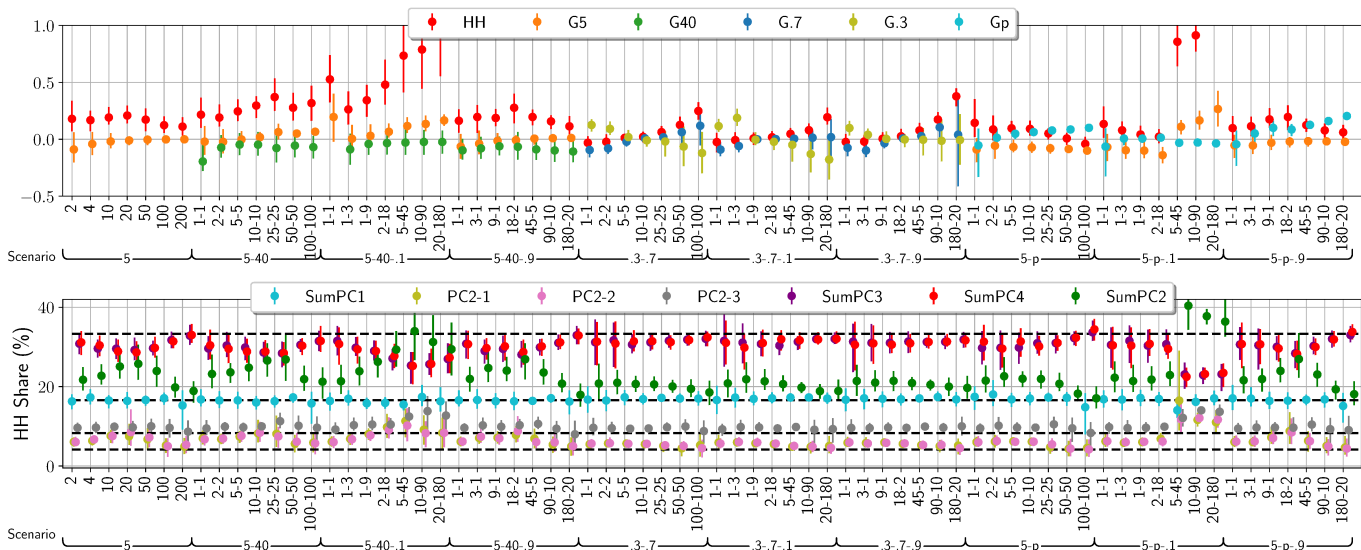 HH G5 G40 G.7 G.3 Gp
1.0
0.5
0.0
−0.5
2 4 10 20 50 100 200 1-1 2-2 5-5 10-10 25-25 50-50 100-100 1-1 1-3 1-9 2-18 5-45 10-90 20-180 1-1 3-1 9-1 18-2 45-5 90-10 180-20 1-1 2-2 5-5 10-10 25-25 50-50 100-100 1-1 1-3 1-9 2-18 5-45 10-90 20-180 1-1 3-1 9-1 18-2 45-5 90-10 180-20 1-1 2-2 5-5 10-10 25-25 50-50 100-100 1-1 1-3 1-9 2-18 5-45 10-90 20-180 1-1 3-1 9-1 18-2 45-5 90-10 180-20
Scenario 5 5-40 5-40-.1 5-40-.9 .3-.7 .3-.7-.1 .3-.7-.9 5-p 5-p-.1 5-p-.9
SumPC1 PC2-1 PC2-2 PC2-3 SumPC3 SumPC4 SumPC2
HH Share (%)
40
20
0
2 4 10 20 50 100 200 1-1 2-2 5-5 10-10 25-25 50-50 100-100 1-1 1-3 1-9 2-18 5-45 10-90 20-180 1-1 3-1 9-1 18-2 45-5 90-10 180-20 1-1 2-2 5-5 10-10 25-25 50-50 100-100 1-1 1-3 1-9 2-18 5-45 10-90 20-180 1-1 3-1 9-1 18-2 45-5 90-10 180-20 1-1 2-2 5-5 10-10 25-25 50-50 100-100 1-1 1-3 1-9 2-18 5-45 10-90 20-180 1-1 3-1 9-1 18-2 45-5 90-10 180-20
Scenario 5 5-40 5-40-.1 5-40-.9 .3-.7 .3-.7-.1 .3-.7-.9 5-p 5-p-.1 5-p-.9